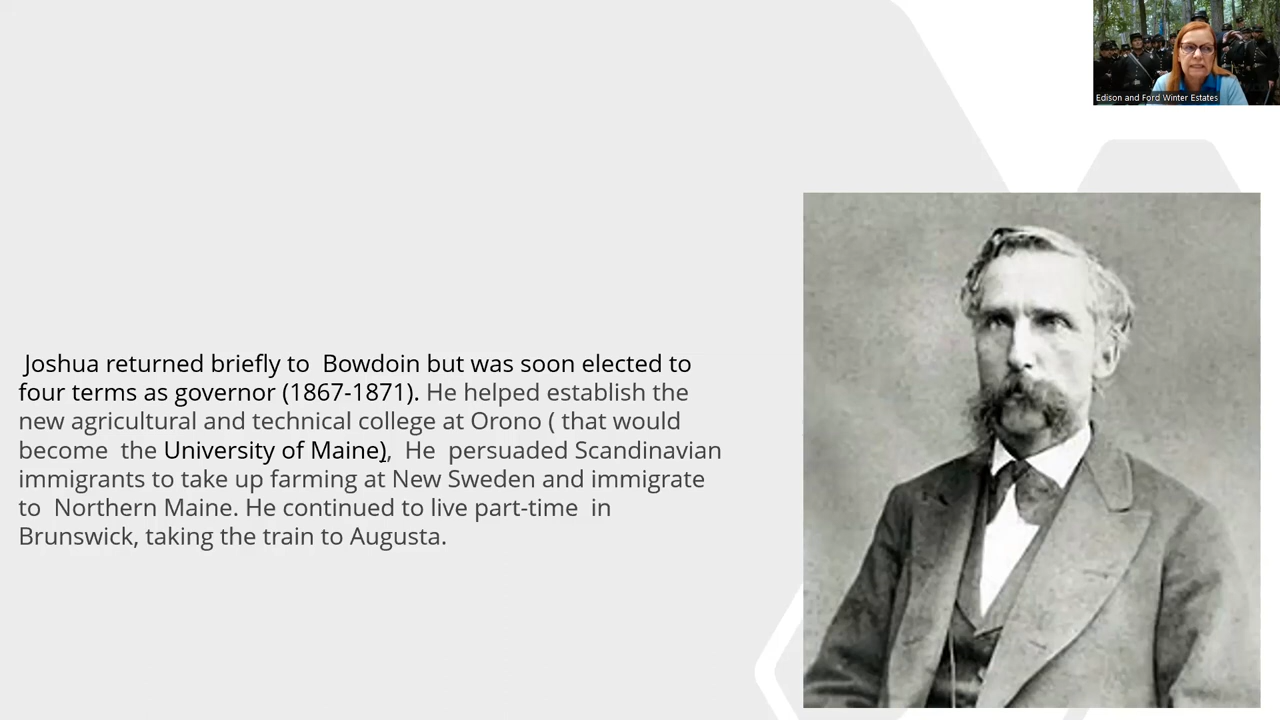 Edison and Ford Winter Estates
Joshua returned briefly to  Bowdoin but was soon elected to
four terms as governor (1867-1871). He helped establish the
new agricultural and technical college at Orono ( that would
become  the University of Maine),  He  persuaded Scandinavian
immigrants to take up farming at New Sweden and immigrate
to  Northern Maine. He continued to live part-time  in
Brunswick, taking the train to Augusta.